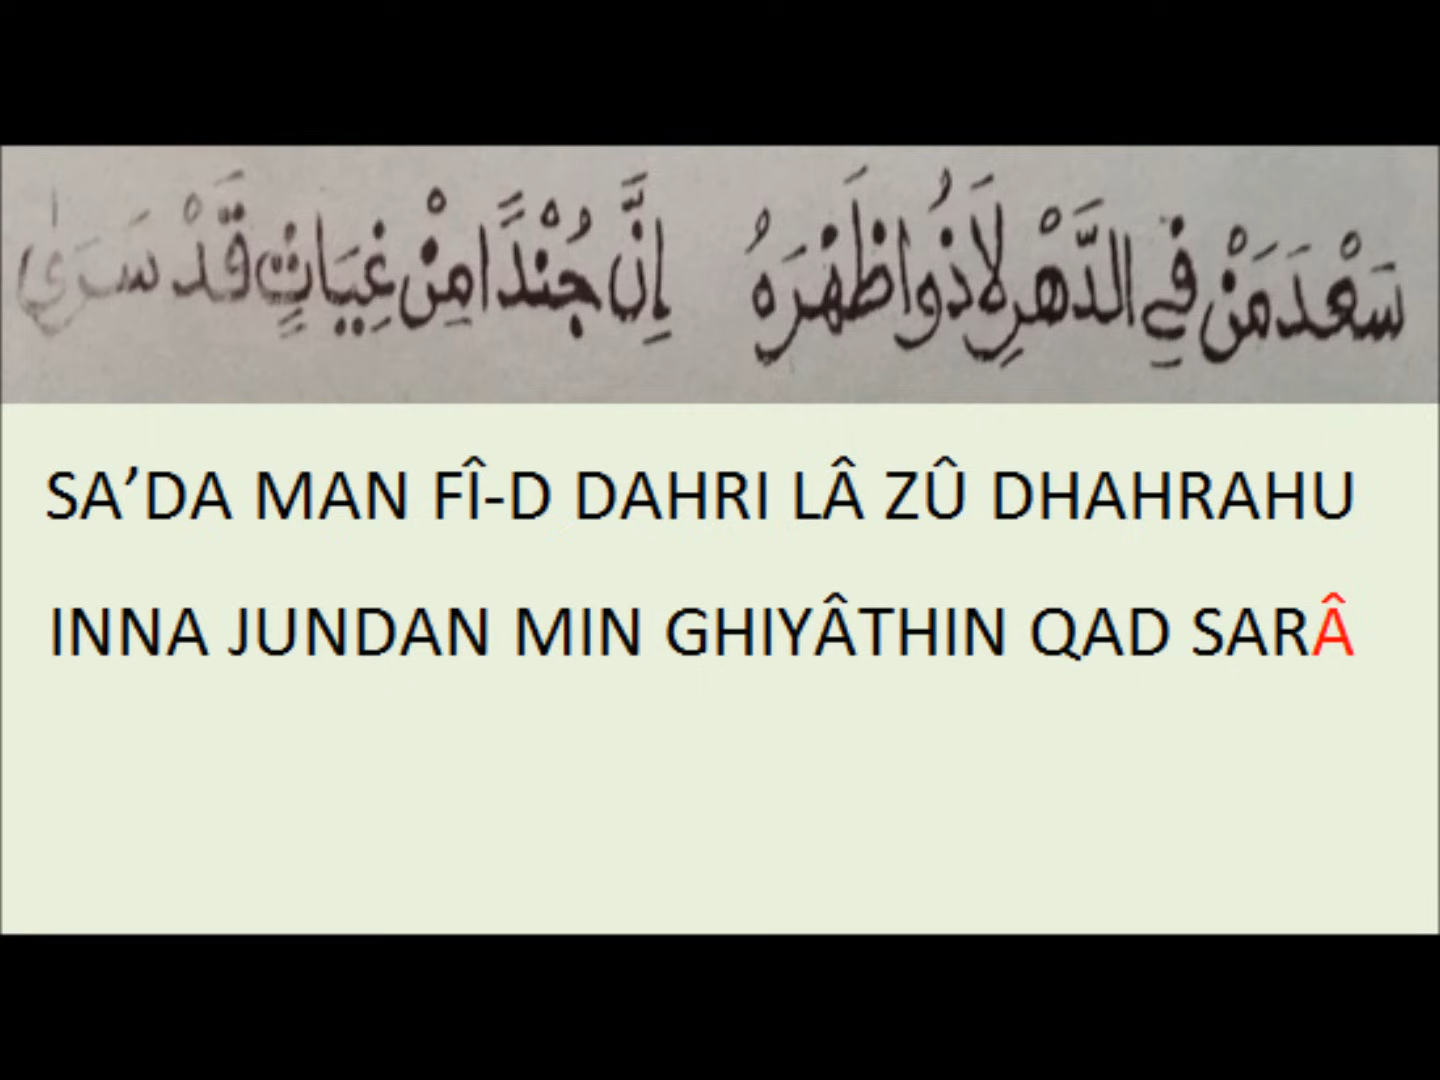 سَعْدَ مَنْ فِي الدَّهْرِ لَاذُوا ظَهْرَهُ إِنَّ جُنْدًا مِنْ غِيَاثٍ قَدْ سَرَىٰ
SA’DA MAN FÎ-D DAHRI LÂ ZÛ DHAHRAHU
INNA JUNDAN MIN GHIYÂTHIN QAD SARÂ